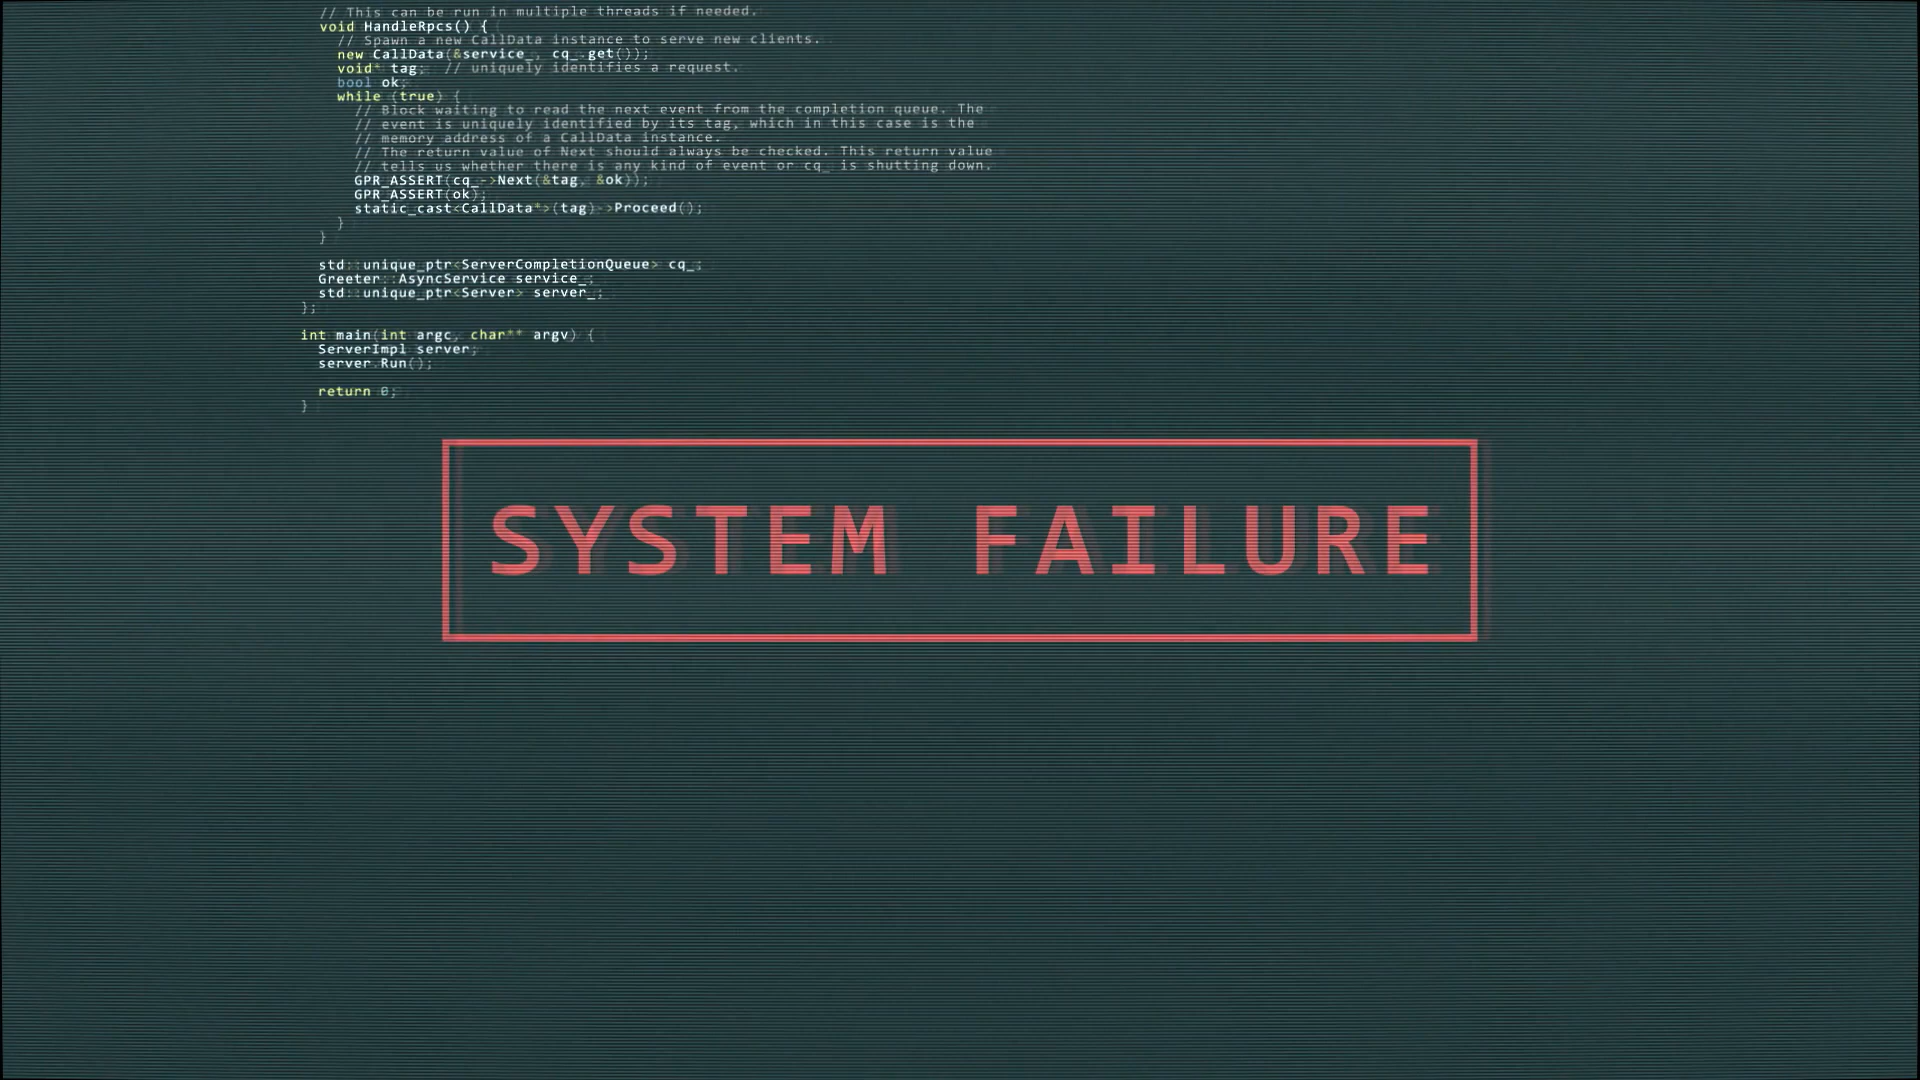 // This can be run in multiple threads if needed.
void HandleRpcs() {
// Spawn a new CallData instance to serve new clients.
new CallData(&service_, cq_.get());
void* tag;  // uniquely identifies a request.
bool ok;
while (true) {
// Block waiting to read the next event from the completion queue. The
// event is uniquely identified by its tag, which in this case is the
// memory address of a CallData instance.
// The return value of Next should always be checked. This return value
// tells us whether there is any kind of event or cq_ is shutting down.
GPR_ASSERT(cq_->Next(&tag, &ok));
GPR_ASSERT(ok);
static_cast<CallData*>(tag)->Proceed();
}
}
std::unique_ptr<ServerCompletionQueue> cq_;
Greeter::AsyncService service_;
std::unique_ptr<Server> server_;
};
int main(int argc, char** argv) {
ServerImpl server;
server.Run();
return 0;
}
SYSTEM FAILURE